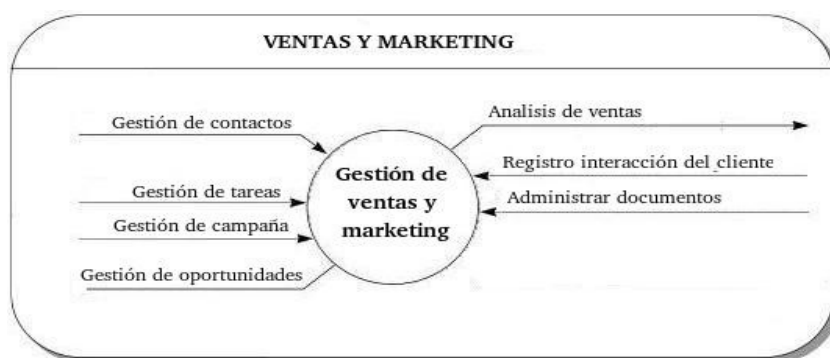 VENTAS Y MARKETING
Gestión de contactos
Gestión de tareas
Gestión de campaña
Gestión de oportunidades
Gestión de
ventas y
marketing
Analisis de ventas
Registro interacción del cliente
Administrar documentos